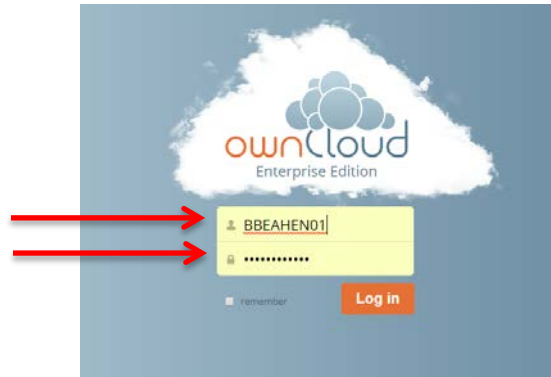 ownCloud
Enterprise Edition
BBEAHEN01
••••••••••••
remember
Log in